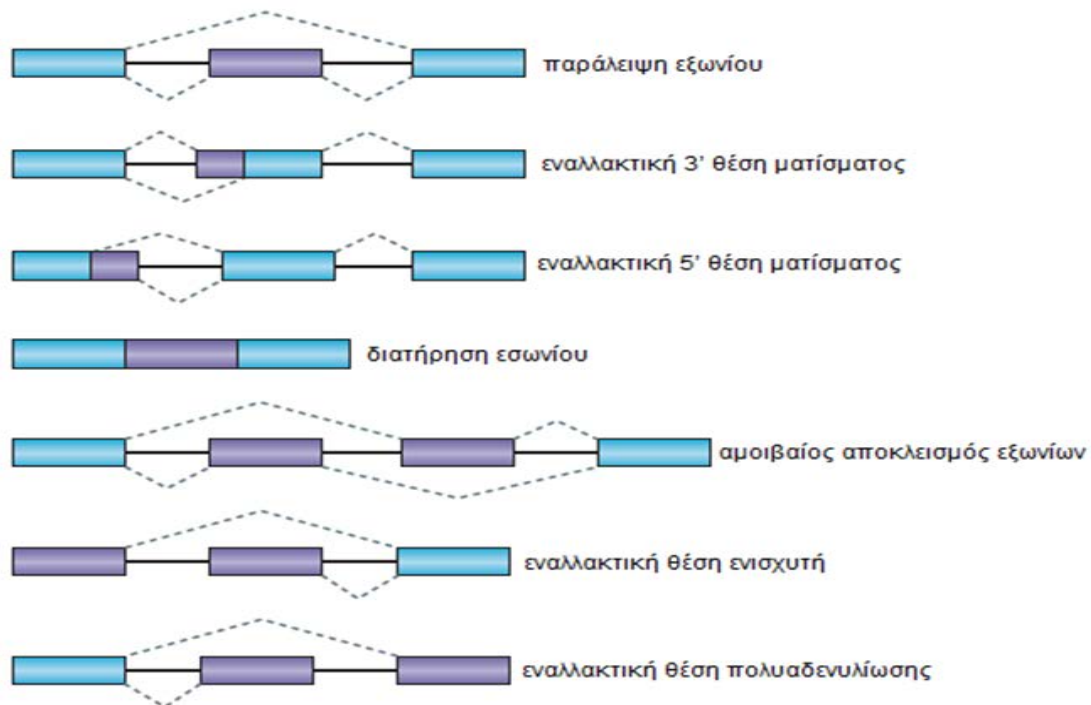 παράλειψη εξωνίου
εναλλακτική 3' θέση ματίσματος
εναλλακτική 5' θέση ματίσματος
διατήρηση εσωνίου
αμοιβαίος αποκλεισμός εξωνίων
εναλλακτική θέση ενισχυτή
εναλλακτική θέση πολυαδενυλίωσης